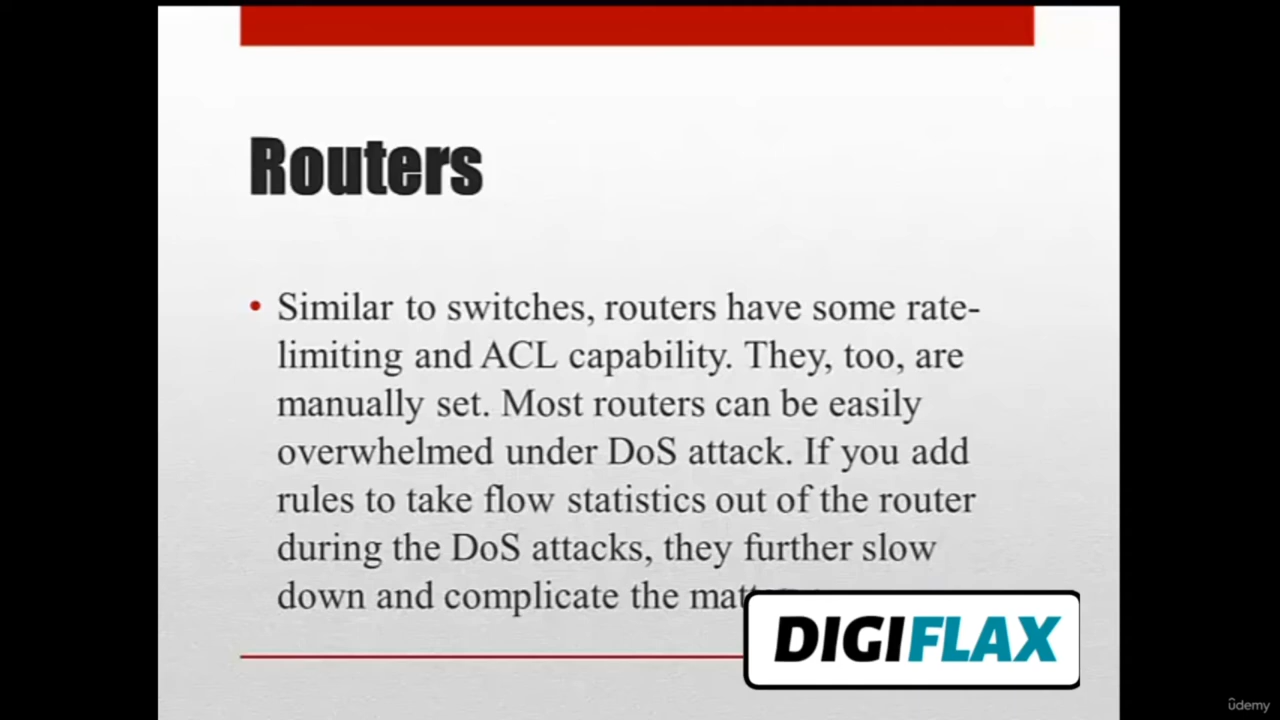 Routers
• Similar to switches, routers have some rate-
limiting and ACL capability. They, too, are
manually set. Most routers can be easily
overwhelmed under DoS attack. If you add
rules to take flow statistics out of the router
during the DoS attacks, they further slow
down and complicate the
DIGIFLAX
ûdemy